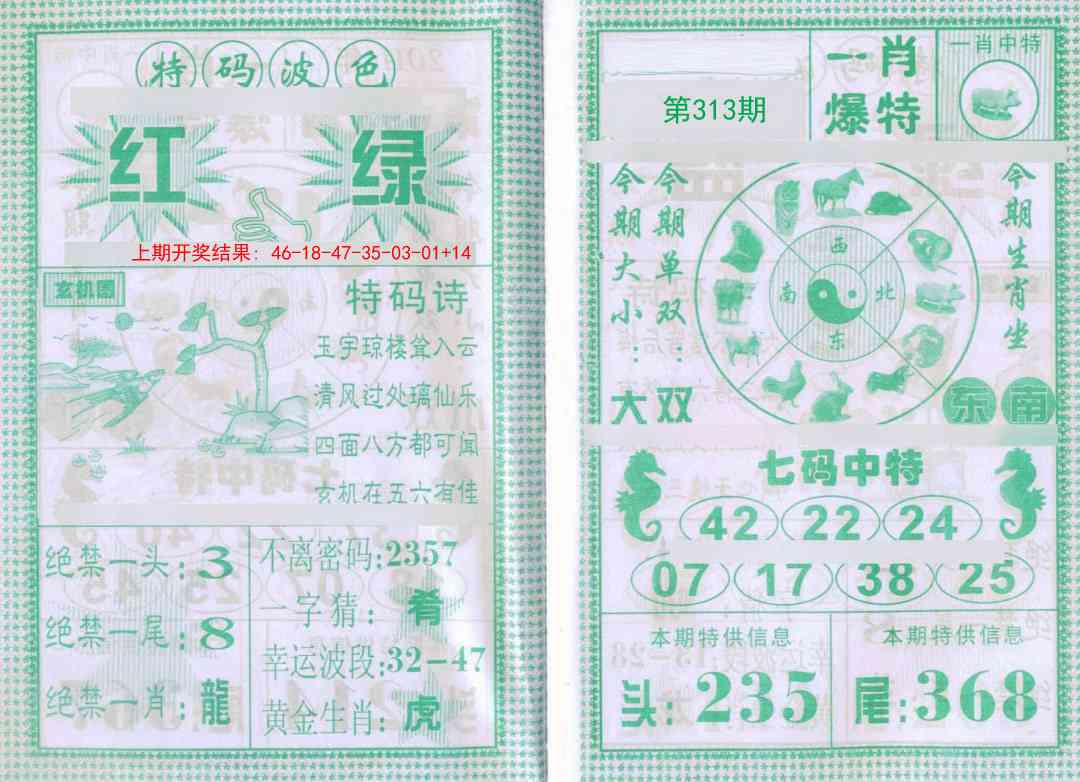 特码波色
红 绿
上期开奖结果：46-18-47-35-03-01+14
玄机图
特码诗
玉宇琼楼耸入云
清风过处璃仙乐
四面八方都可闻
玄机在五六有佳
绝禁一头:3
绝禁一尾:8
绝禁一肖:龍
不离密码:2357
一字猜：肴
幸运波段:32-47
黄金生肖:虎
第313期
一肖
爆特
一肖中特
今期大小：大
今期单双：双
西
南 北
东
今期生肖坐
东南
七码中特
42 22 24
07 17 38 25
本期特供信息
头:235
本期特供信息
尾:368